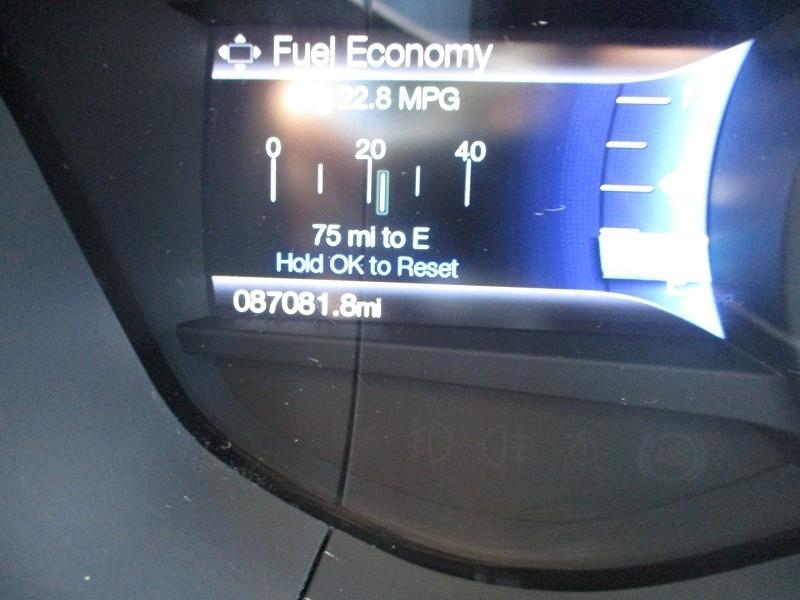 Fuel Economy
22.8 MPG
0 20 40
75 mi to E
Hold OK to Reset
087081.8mi